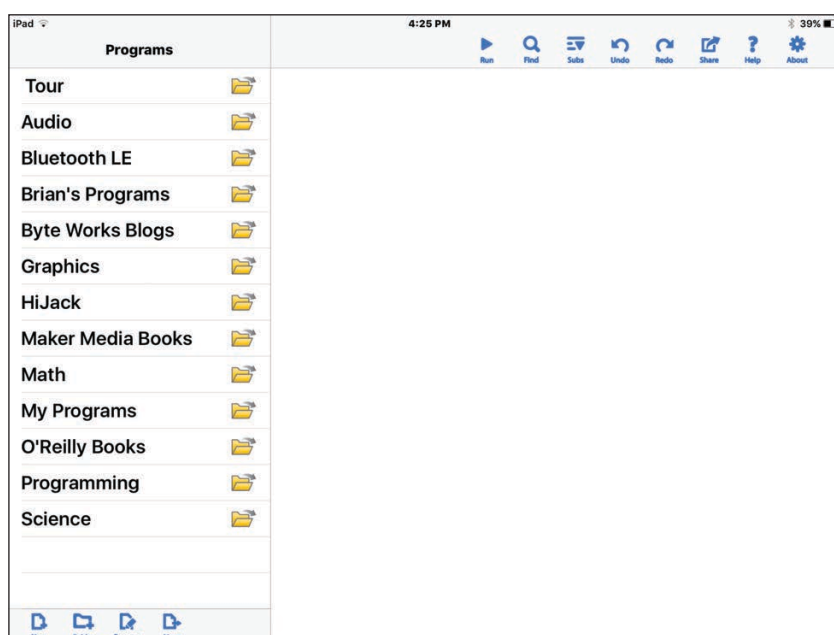 iPad 4:25 PM 39%
Programs
Run Find Subs Undo Redo Share Help About
Tour
Audio
Bluetooth LE
Brian's Programs
Byte Works Blogs
Graphics
HiJack
Maker Media Books
Math
My Programs
O'Reilly Books
Programming
Science